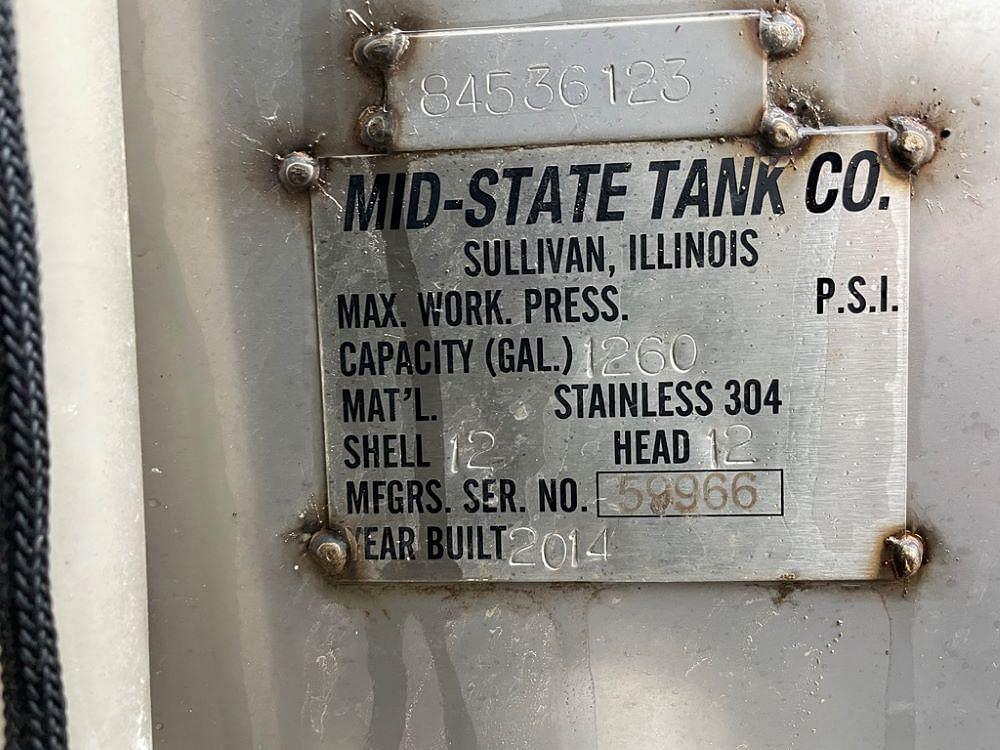 84536123
MID-STATE TANK CO.
SULLIVAN, ILLINOIS
MAX. WORK. PRESS. P.S.I.
CAPACITY (GAL.) 1260
MAT'L. STAINLESS 304
SHELL 12 HEAD 12
MFGRS. SER. NO. 59966
YEAR BUILT 2014